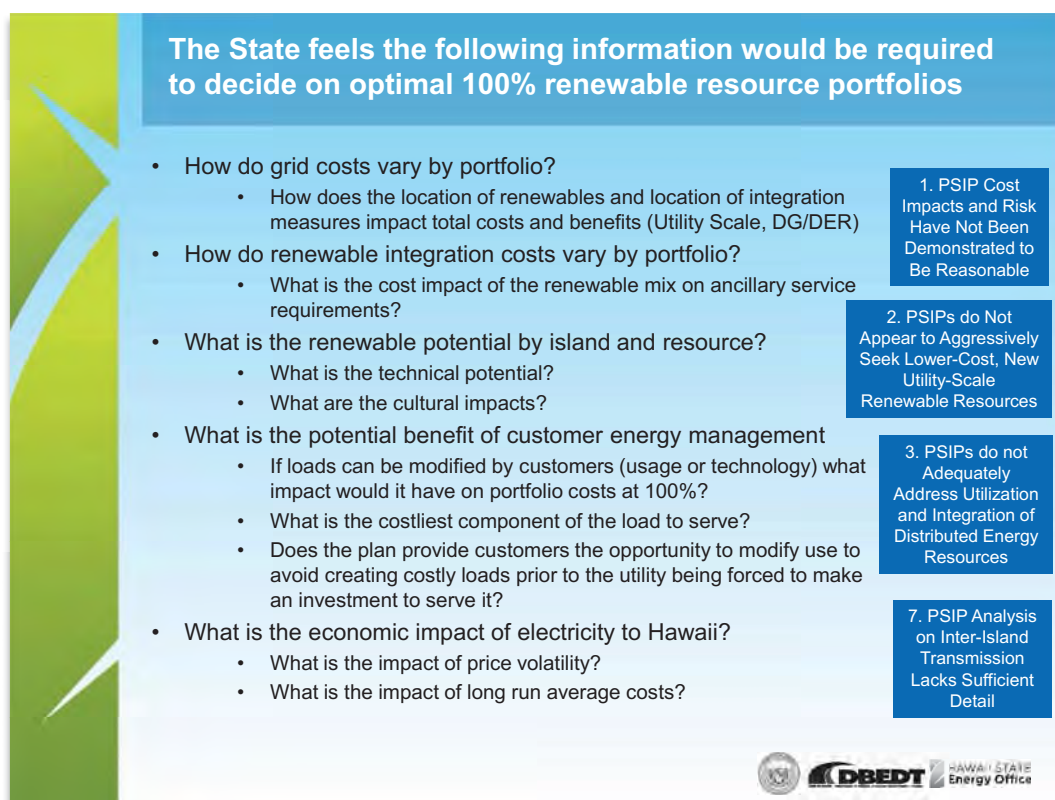 The State feels the following information would be required
to decide on optimal 100% renewable resource portfolios
• How do grid costs vary by portfolio?
• How does the location of renewables and location of integration
measures impact total costs and benefits (Utility Scale, DG/DER)
• How do renewable integration costs vary by portfolio?
• What is the cost impact of the renewable mix on ancillary service
requirements?
• What is the renewable potential by island and resource?
• What is the technical potential?
• What are the cultural impacts?
• What is the potential benefit of customer energy management
• If loads can be modified by customers (usage or technology) what
impact would it have on portfolio costs at 100%?
• What is the costliest component of the load to serve?
• Does the plan provide customers the opportunity to modify use to
avoid creating costly loads prior to the utility being forced to make
an investment to serve it?
• What is the economic impact of electricity to Hawaii?
• What is the impact of price volatility?
• What is the impact of long run average costs?
1. PSIP Cost
Impacts and Risk
Have Not Been
Demonstrated to
Be Reasonable
2. PSIPs do Not
Appear to Aggressively
Seek Lower-Cost, New
Utility-Scale
Renewable Resources
3. PSIPs do not
Adequately
Address Utilization
and Integration of
Distributed Energy
Resources
7. PSIP Analysis
on Inter-Island
Transmission
Lacks Sufficient
Detail
DBEDT
HAWAII STATE
Energy Office